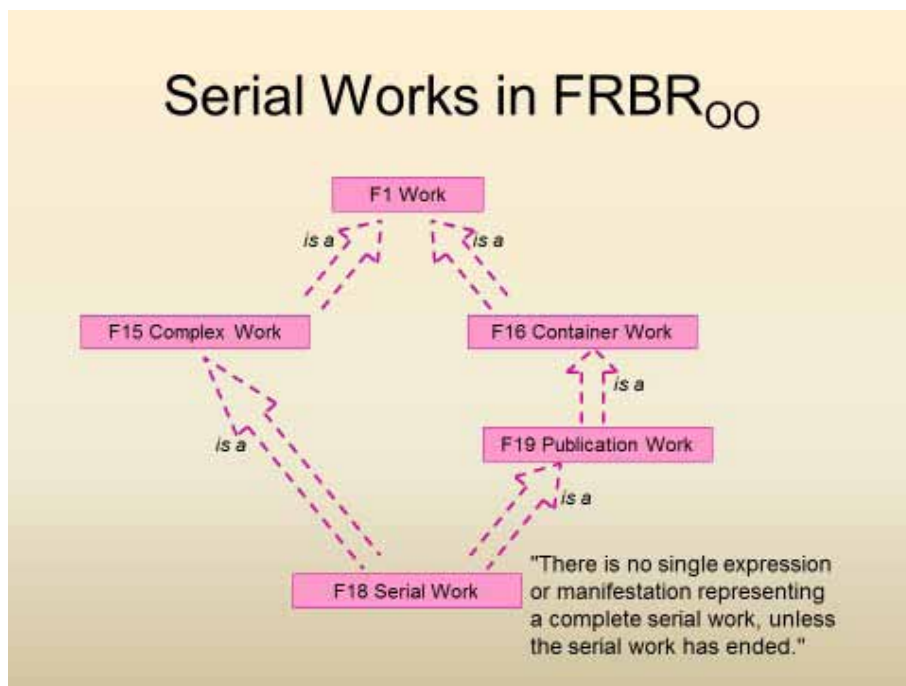 Serial Works in FRBROO
F1 Work
is a
is a
F15 Complex Work
F16 Container Work
is a
is a
F19 Publication Work
is a
F18 Serial Work
"There is no single expression
or manifestation representing
a complete serial work, unless
the serial work has ended."